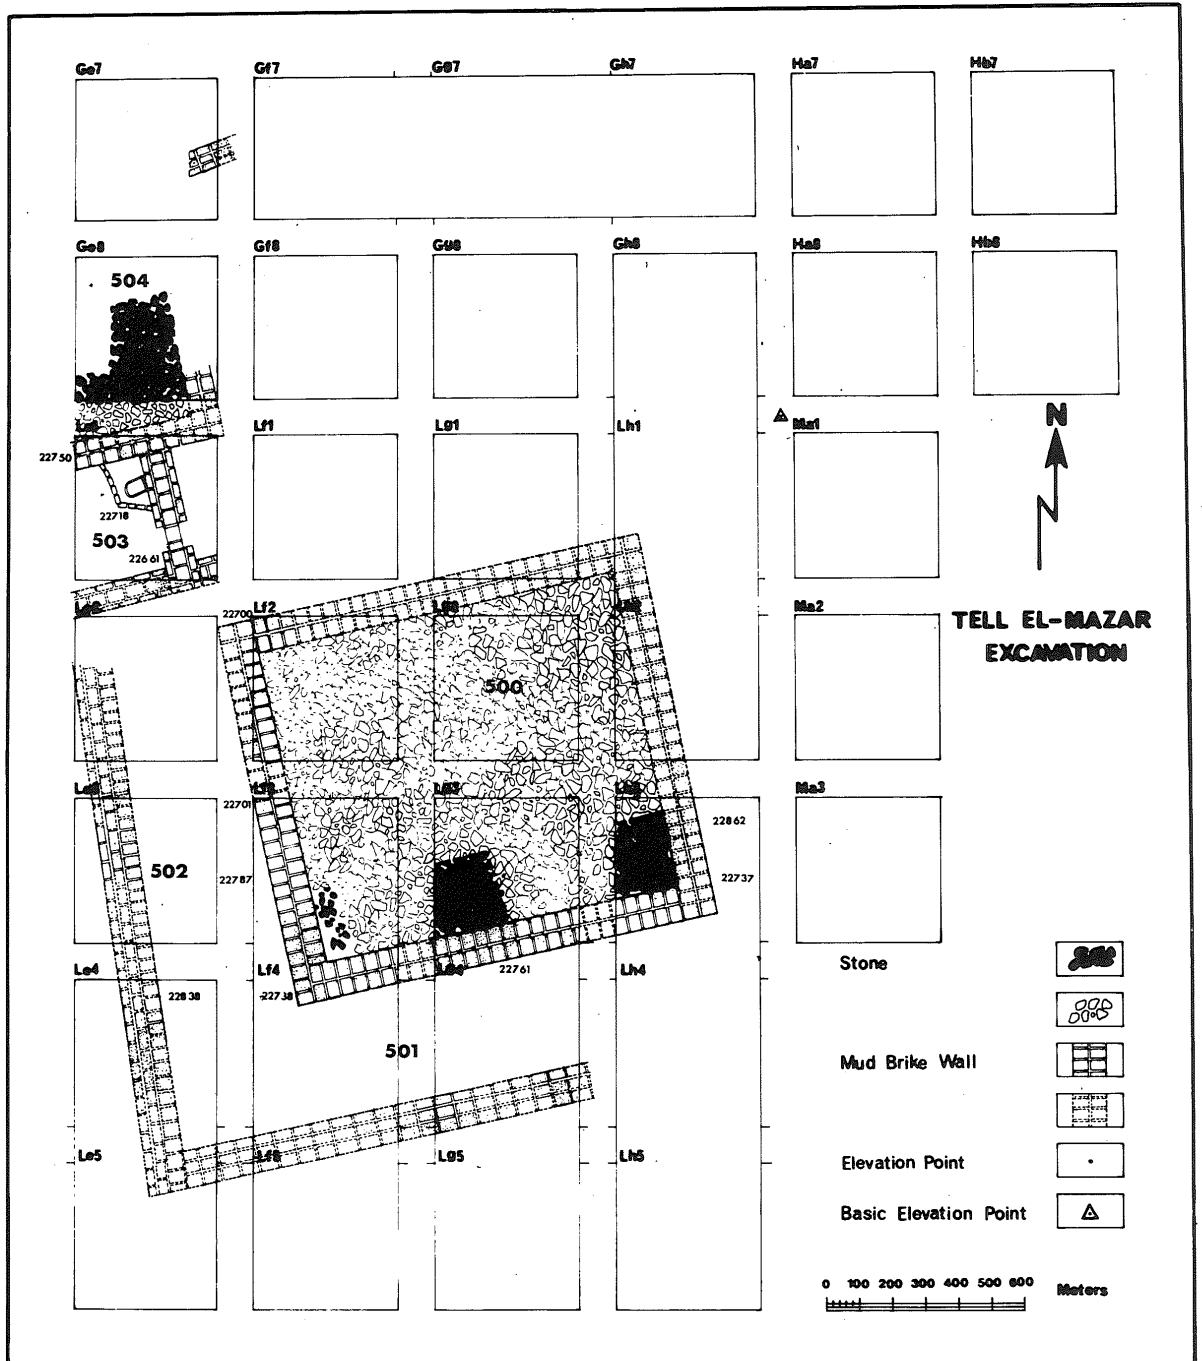 Ge7 Gf7 Gg7 Gh7 Ha7 Hb7
Ge8 Gf8 Gg8 Gh8 Ha8 Hb8
504
Lf1 Lg1 Lh1 Ma1
N
22750
22718
503
22661
Le2 22700 Lf2 Ma2
TELL EL-MAZAR
EXCAVATION
500
22701 Lg3 Ma3
22862
502
22787 22737
Le4 Lf4 Lg4 22761 Lh4
22838 22738
501
Le5 Lg5 Lh5
Stone
Mud Brike Wall
Elevation Point
Basic Elevation Point
0 100 200 300 400 500 600 Meters